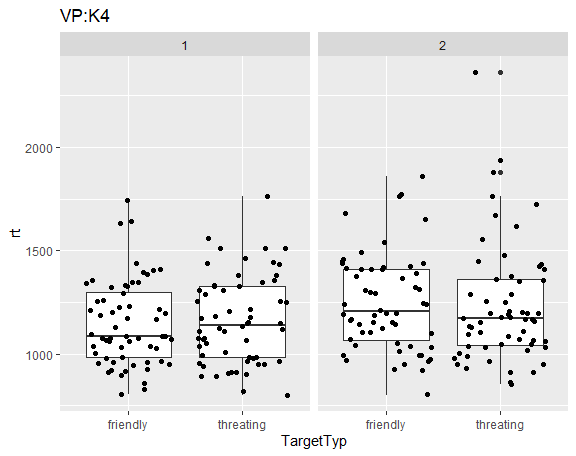 VP:K4
1 2
rt
2000
1500
1000
friendly threating friendly threating
TargetTyp